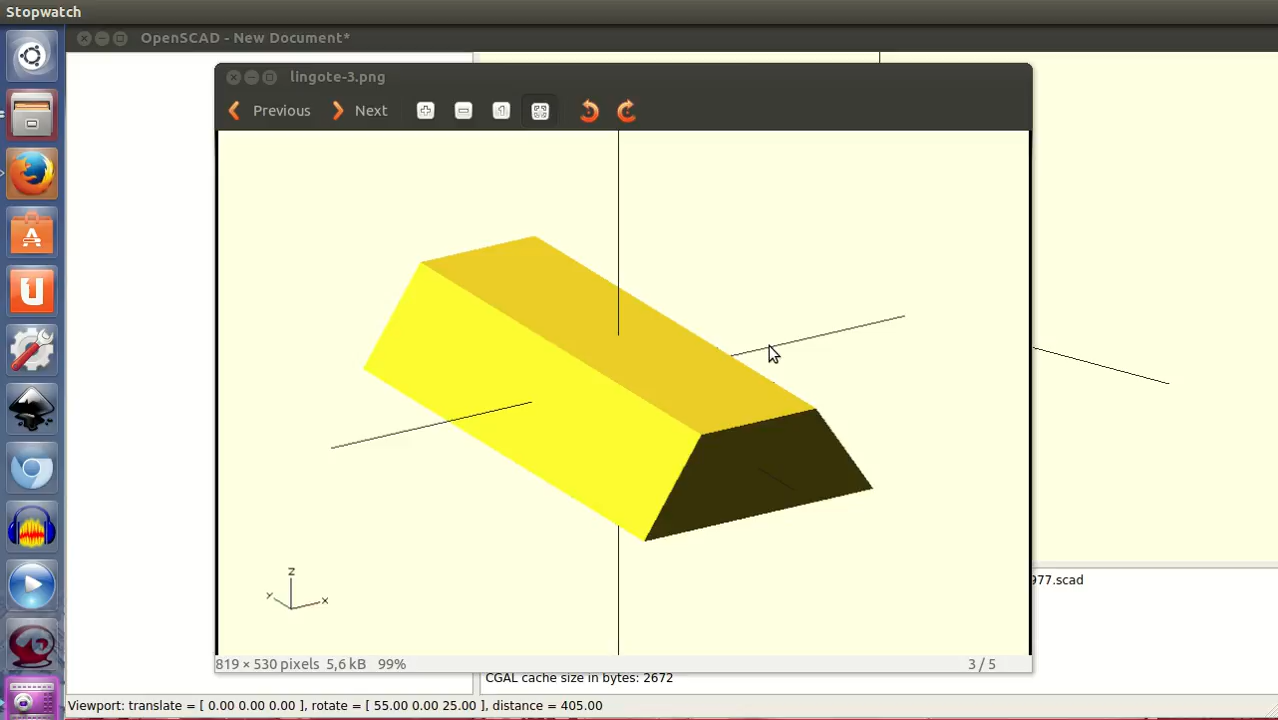 Stopwatch
OpenSCAD - New Document*
lingote-3.png
Previous
Next
Z
Y
X
977.scad
819 × 530 pixels 5,6 kB 99%
3 / 5
CGAL cache size in bytes: 2672
Viewport: translate = [ 0.00 0.00 0.00 ], rotate = [ 55.00 0.00 25.00 ], distance = 405.00